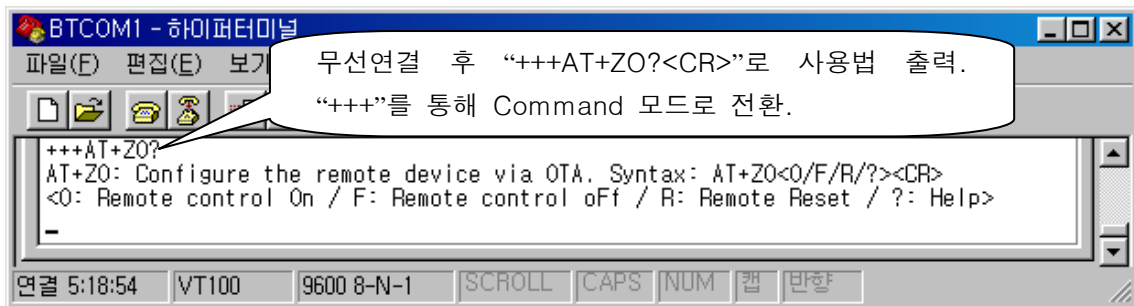 BTCOM1 - 하이퍼터미널
파일(F) 편집(E) 보기
무선연결 후 “+++AT+ZO?<CR>”로 사용법 출력.
“+++”를 통해 Command 모드로 전환.
+++AT+ZO?
AT+ZO: Configure the remote device via OTA. Syntax: AT+ZO<O/F/R/?><CR>
<O: Remote control On / F: Remote control oFf / R: Remote Reset / ?: Help>
연결 5:18:54 VT100 9600 8-N-1 SCROLL CAPS NUM 캡 반향